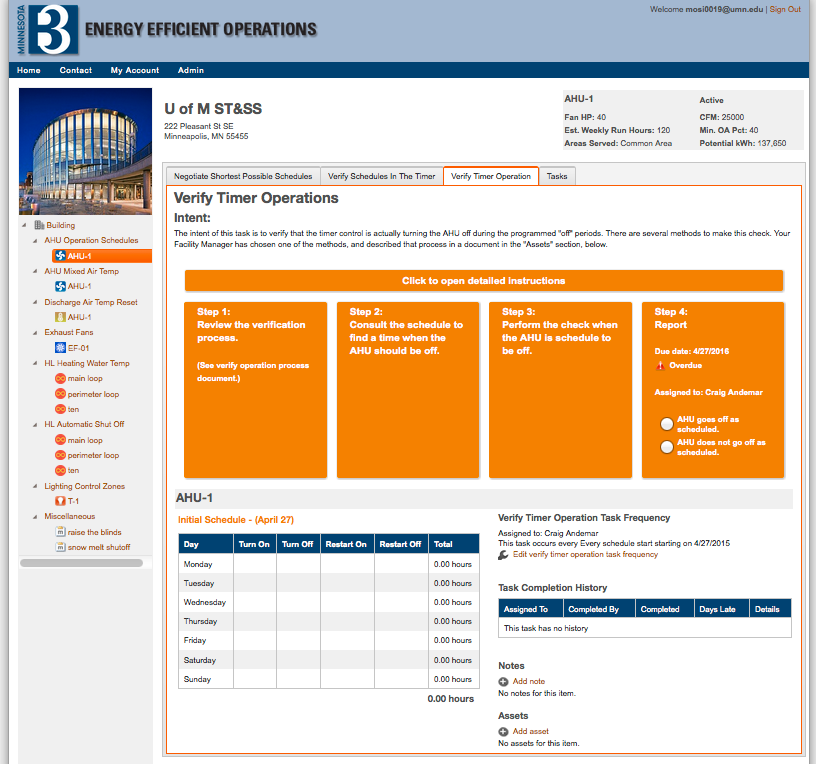 MINNESOTA
B3
ENERGY EFFICIENT OPERATIONS
Welcome mosi0019@umn.edu | Sign Out
Home Contact My Account Admin
U of M ST&SS
222 Pleasant St SE
Minneapolis, MN 55455
AHU-1 Active
Fan HP: 40 CFM: 25000
Est. Weekly Run Hours: 120 Min. OA Pct: 40
Areas Served: Common Area Potential kWh: 137,650
Building
AHU Operation Schedules
AHU-1
AHU Mixed Air Temp
AHU-1
Discharge Air Temp Reset
AHU-1
Exhaust Fans
EF-01
HL Heating Water Temp
main loop
perimeter loop
ten
HL Automatic Shut Off
main loop
perimeter loop
ten
Lighting Control Zones
T-1
Miscellaneous
raise the blinds
snow melt shutoff
Negotiate Shortest Possible Schedules Verify Schedules In The Timer Verify Timer Operation Tasks
Verify Timer Operations
Intent:
The intent of this task is to verify that the timer control is actually turning the AHU off during the programmed "off" periods. There are several methods to make this check. Your
Facility Manager has chosen one of the methods, and described that process in a document in the "Assets" section, below.
Click to open detailed instructions
Step 1:
Review the verification
process.
(See verify operation process
document.)
Step 2:
Consult the schedule to
find a time when the
AHU should be off.
Step 3:
Perform the check when
the AHU is schedule to
be off.
Step 4:
Report
Due date: 4/27/2016
Overdue
Assigned to: Craig Andemar
AHU goes off as
scheduled.
AHU does not go off as
scheduled.
AHU-1
Initial Schedule - (April 27)
Day Turn On Turn Off Restart On Restart Off Total
Monday 0.00 hours
Tuesday 0.00 hours
Wednesday 0.00 hours
Thursday 0.00 hours
Friday 0.00 hours
Saturday 0.00 hours
Sunday 0.00 hours
0.00 hours
Verify Timer Operation Task Frequency
Assigned to: Craig Andemar
This task occurs every Every schedule start starting on 4/27/2015
Edit verify timer operation task frequency
Task Completion History
Assigned To Completed By Completed Days Late Details
This task has no history
Notes
Add note
No notes for this item.
Assets
Add asset
No assets for this item.